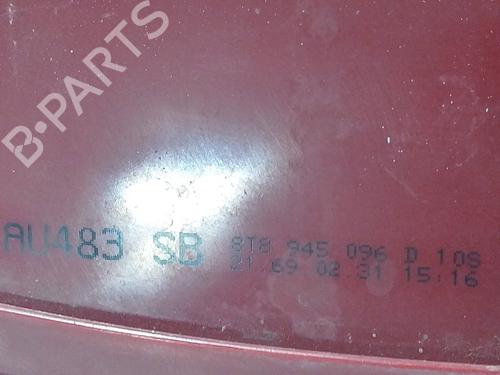 B-PARTS
AU483 SB
8T8 945 096 D 10S
21.69 02.31 15:16